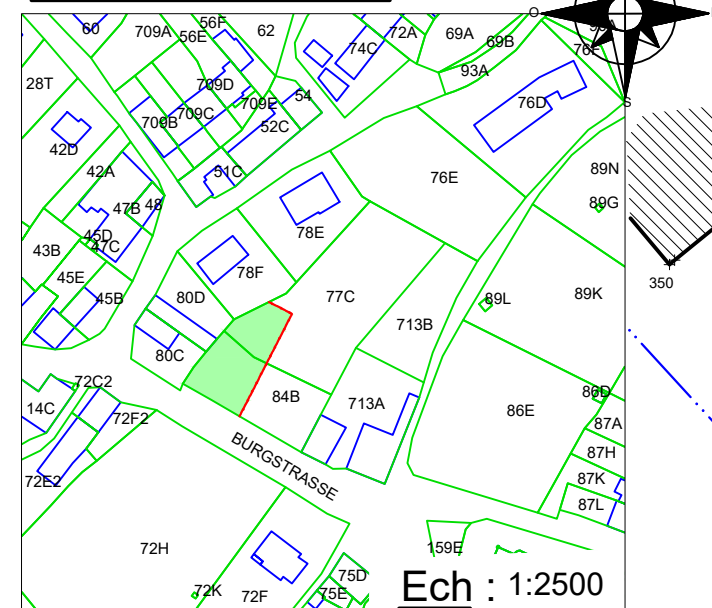 60
709A
56F
56E
62
72A
69A
69B
O
76F
74C
93A
28T
709D
709E
54
709C
709B
52C
76D
S
42D
51C
42A
76E
89N
47B
48
89G
45D
47C
78E
43B
45E
78F
77C
350
45B
80D
89L
89K
713B
80C
72C2
84B
86D
14C
72F2
713A
86E
87A
BURGSTRASSE
87H
72E2
87K
87L
72H
159E
75D
72K
72F
75E
Ech : 1:2500